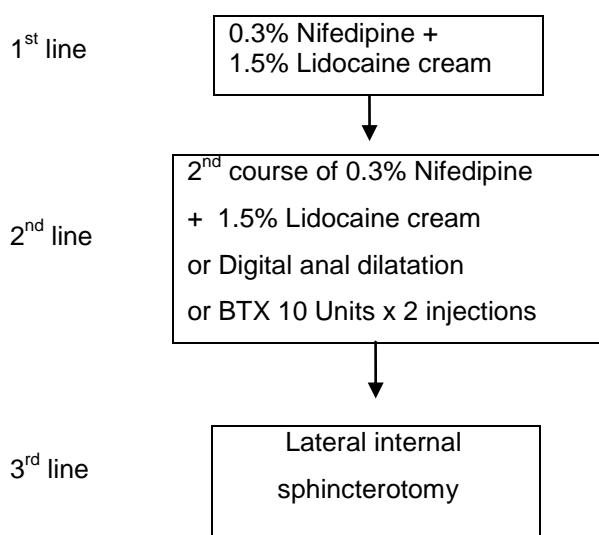 1st line
0.3% Nifedipine +
1.5% Lidocaine cream
2nd line
2nd course of 0.3% Nifedipine
+ 1.5% Lidocaine cream
or Digital anal dilatation
or BTX 10 Units x 2 injections
3rd line
Lateral internal
sphincterotomy